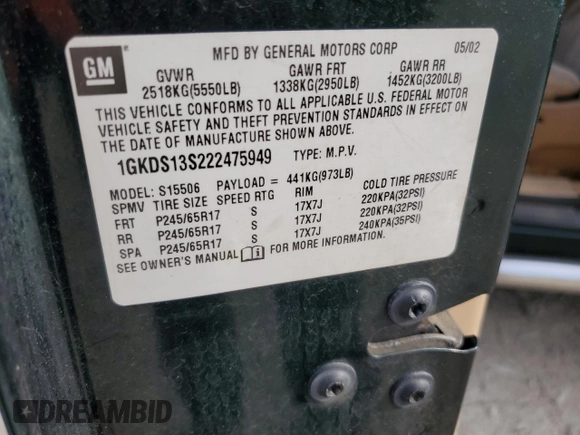 GM
MFD BY GENERAL MOTORS CORP 05/02
GVWR GAWR FRT GAWR RR
2518KG(5550LB) 1338KG(2950LB) 1452KG(3200LB)
THIS VEHICLE CONFORMS TO ALL APPLICABLE U.S. FEDERAL MOTOR
VEHICLE SAFETY AND THEFT PREVENTION STANDARDS IN EFFECT ON
THE DATE OF MANUFACTURE SHOWN ABOVE.
1GKDS13S222475949 TYPE: M.P.V.
MODEL: S15506 PAYLOAD = 441KG(973LB)
SPMV TIRE SIZE SPEED RTG RIM COLD TIRE PRESSURE
FRT P245/65R17 S 17X7J 220KPA(32PSI)
RR P245/65R17 S 17X7J 220KPA(32PSI)
SPA P245/65R17 S 17X7J 240KPA(35PSI)
SEE OWNER'S MANUAL FOR MORE INFORMATION.
DREAMBID